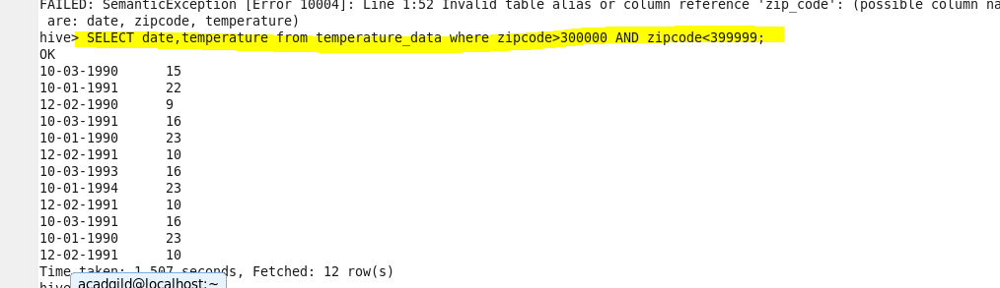 FAILED: SemanticException [Error 10004]: Line 1:52 Invalid table alias or column reference 'zip_code': (possible column na
are: date, zipcode, temperature)
hive> SELECT date,temperature from temperature_data where zipcode>300000 AND zipcode<399999;
OK
10-03-1990 15
10-01-1991 22
12-02-1990 9
10-03-1991 16
10-01-1990 23
12-02-1991 10
10-03-1993 16
10-01-1994 23
12-02-1991 10
10-03-1991 16
10-01-1990 23
12-02-1991 10
Time taken: 1.507 seconds, Fetched: 12 row(s)
hive
acadgild@localhost:~